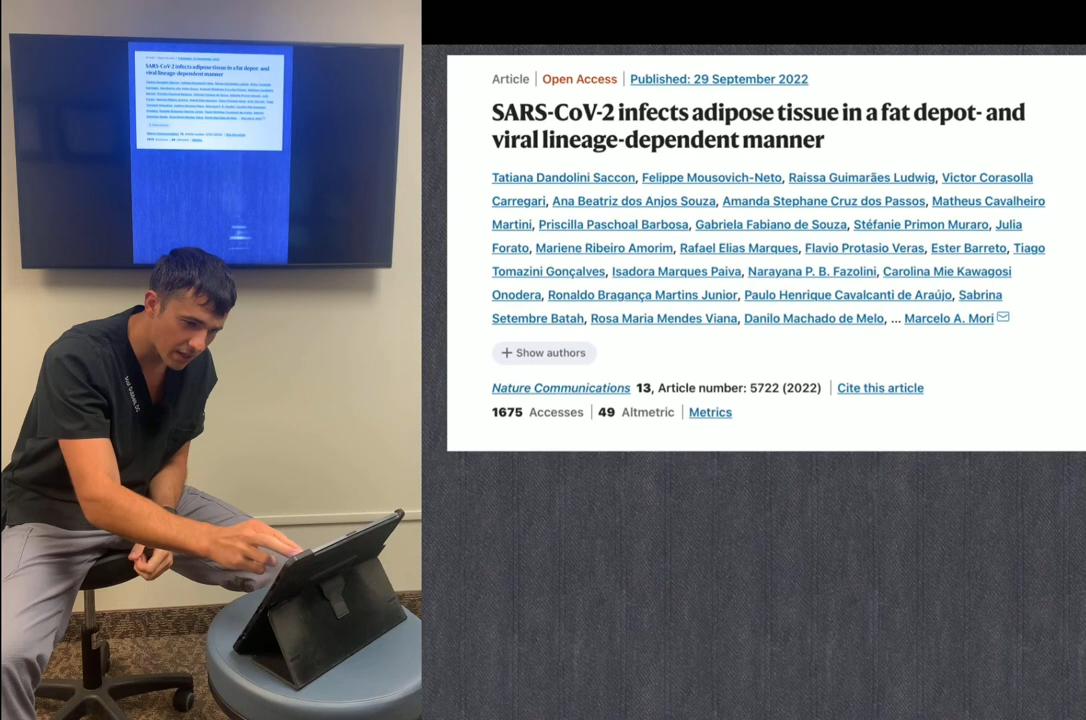 Article | Open Access | Published: 29 September 2022
SARS-CoV-2 infects adipose tissue in a fat depot- and
viral lineage-dependent manner
Tatiana Dandolini Saccon, Felippe Mousovich-Neto, Raissa Guimarães Ludwig, Victor Corasolla
Carregari, Ana Beatriz dos Anjos Souza, Amanda Stephane Cruz dos Passos, Matheus Cavalheiro
Martini, Priscilla Paschoal Barbosa, Gabriela Fabiano de Souza, Stéfanie Primon Muraro, Julia
Forato, Mariene Ribeiro Amorim, Rafael Elias Marques, Flavio Protasio Veras, Ester Barreto, Tiago
Tomazini Gonçalves, Isadora Marques Paiva, Narayana P. B. Fazolini, Carolina Mie Kawagosi
Onodera, Ronaldo Bragança Martins Junior, Paulo Henrique Cavalcanti de Araújo, Sabrina
Setembre Batah, Rosa Maria Mendes Viana, Danilo Machado de Melo, ... Marcelo A. Mori
+ Show authors
Nature Communications 13, Article number: 5722 (2022) | Cite this article
1675 Accesses | 49 Altmetric | Metrics
SARS-CoV-2 infects adipose tissue in a fat depot- and
viral lineage-dependent manner